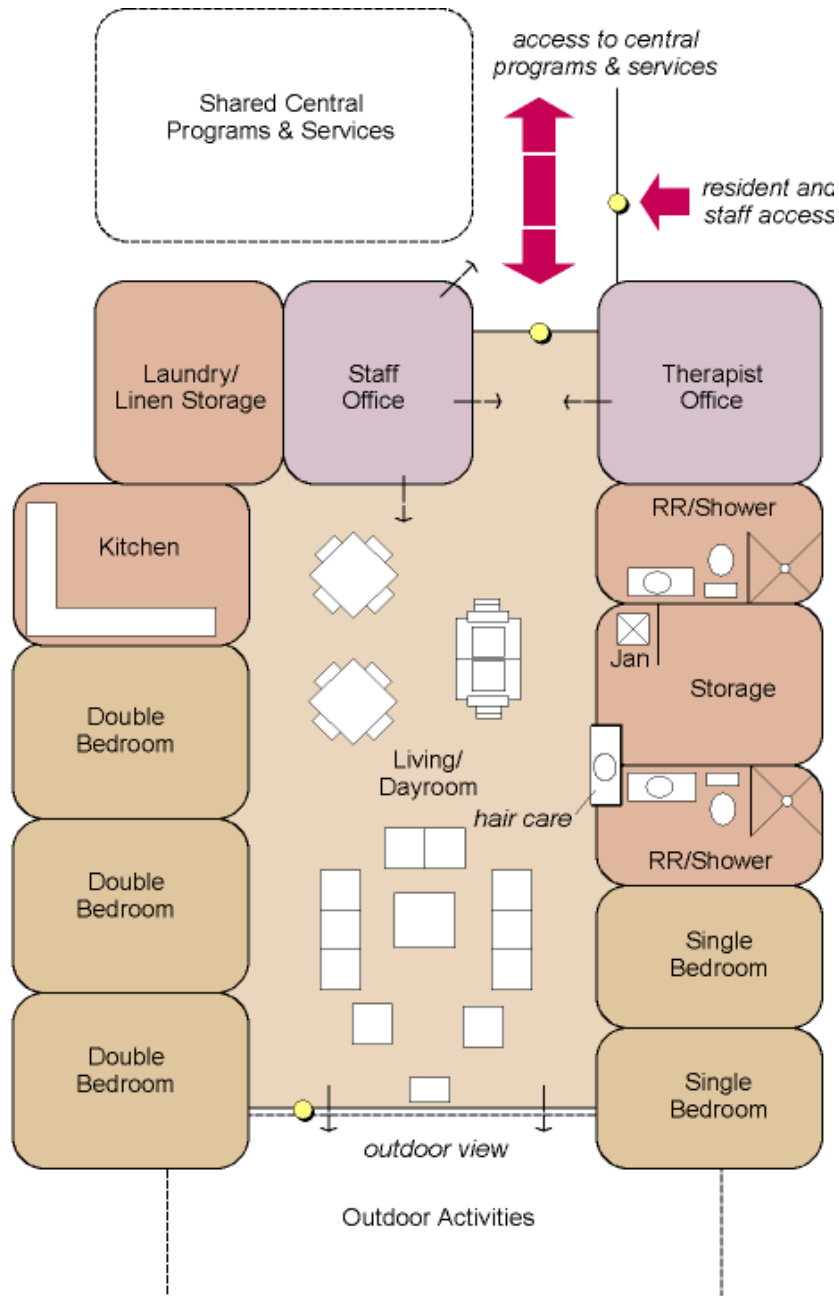 access to central
programs & services
Shared Central
Programs & Services
resident and
staff access
Laundry/
Linen Storage
Staff
Office
Therapist
Office
Kitchen
RR/Shower
Jan
Storage
Double
Bedroom
Living/
Dayroom
hair care
RR/Shower
Double
Bedroom
Single
Bedroom
Double
Bedroom
Single
Bedroom
outdoor view
Outdoor Activities